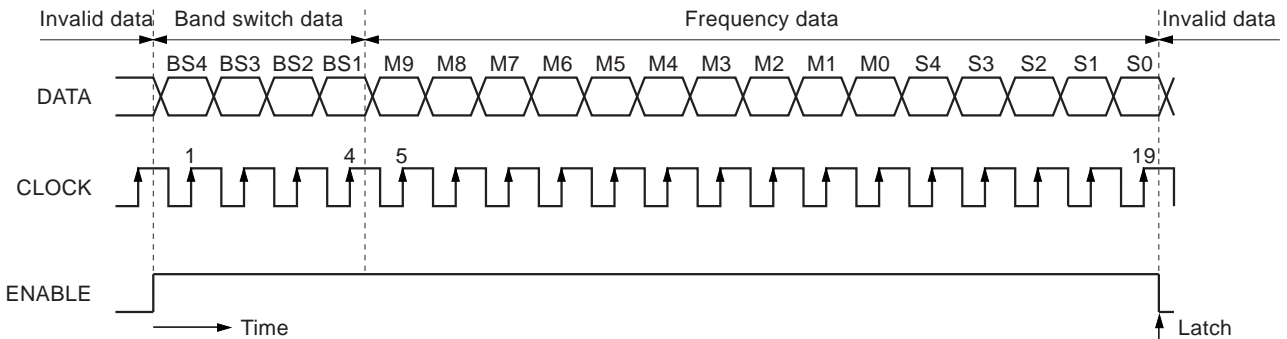 Invalid data Band switch data Frequency data Invalid data
BS4 BS3 BS2 BS1 M9 M8 M7 M6 M5 M4 M3 M2 M1 M0 S4 S3 S2 S1 S0
DATA
1 4 5 19
CLOCK
ENABLE
Time Latch